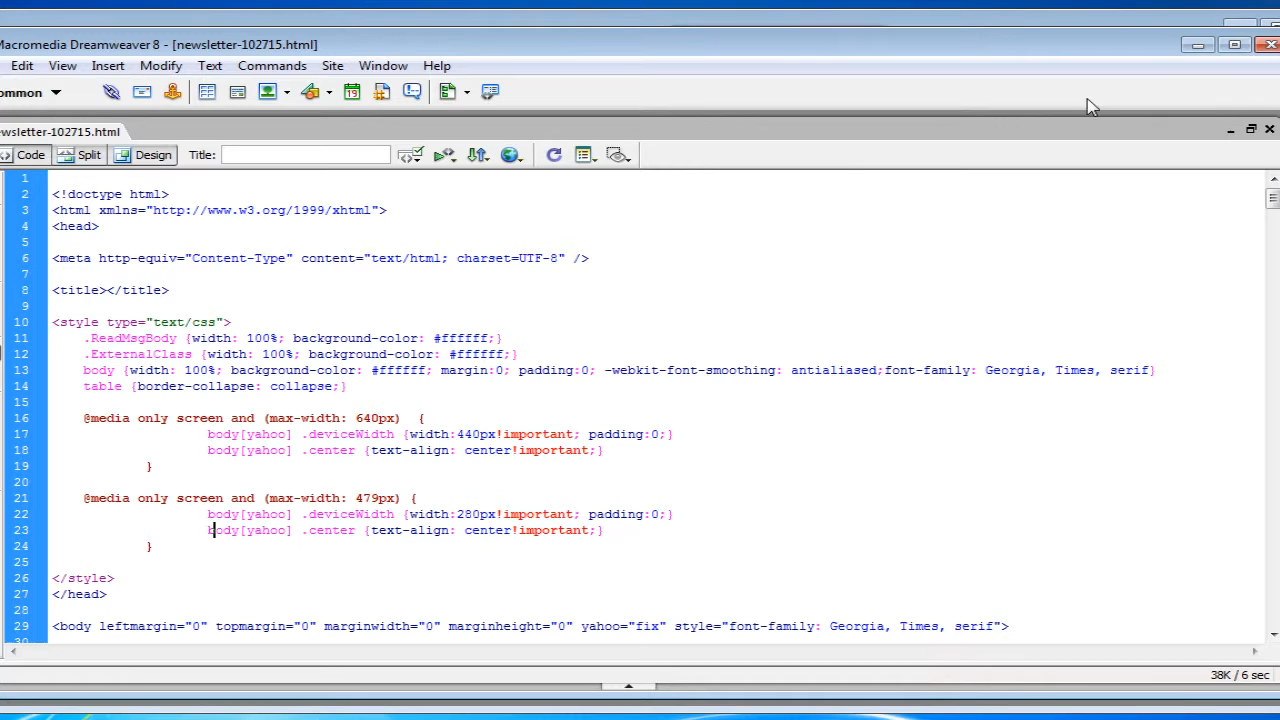 Macromedia Dreamweaver 8 - [newsletter-102715.html]
Edit View Insert Modify Text Commands Site Window Help
ommon
19
ewsletter-102715.html
Code Split Design Title:
1
2 <!doctype html>
3 <html xmlns="http://www.w3.org/1999/xhtml">
4 <head>
5
6 <meta http-equiv="Content-Type" content="text/html; charset=UTF-8" />
7
8 <title></title>
9
10 <style type="text/css">
11 .ReadMsgBody {width: 100%; background-color: #ffffff;}
12 .ExternalClass {width: 100%; background-color: #ffffff;}
13 body {width: 100%; background-color: #ffffff; margin:0; padding:0; -webkit-font-smoothing: antialiased;font-family: Georgia, Times, serif}
14 table {border-collapse: collapse;}
15
16 @media only screen and (max-width: 640px) {
17 body[yahoo] .deviceWidth {width:440px!important; padding:0;}
18 body[yahoo] .center {text-align: center!important;}
19 }
20
21 @media only screen and (max-width: 479px) {
22 body[yahoo] .deviceWidth {width:280px!important; padding:0;}
23 body[yahoo] .center {text-align: center!important;}
24 }
25
26 </style>
27 </head>
28
29 <body leftmargin="0" topmargin="0" marginwidth="0" marginheight="0" yahoo="fix" style="font-family: Georgia, Times, serif">
30
38K / 6 sec